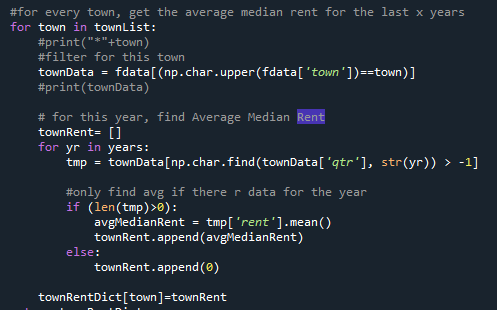 #for every town, get the average median rent for the last x years
for town in townList:
    #print("*"+town)
    #filter for this town
    townData = fdata[(np.char.upper(fdata['town'])==town)]
    #print(townData)

    # for this year, find Average Median Rent
    townRent= []
    for yr in years:
        tmp = townData[np.char.find(townData['qtr'], str(yr)) > -1]

        #only find avg if there r data for the year
        if (len(tmp)>0):
            avgMedianRent = tmp['rent'].mean()
            townRent.append(avgMedianRent)
        else:
            townRent.append(0)

    townRentDict[town]=townRent